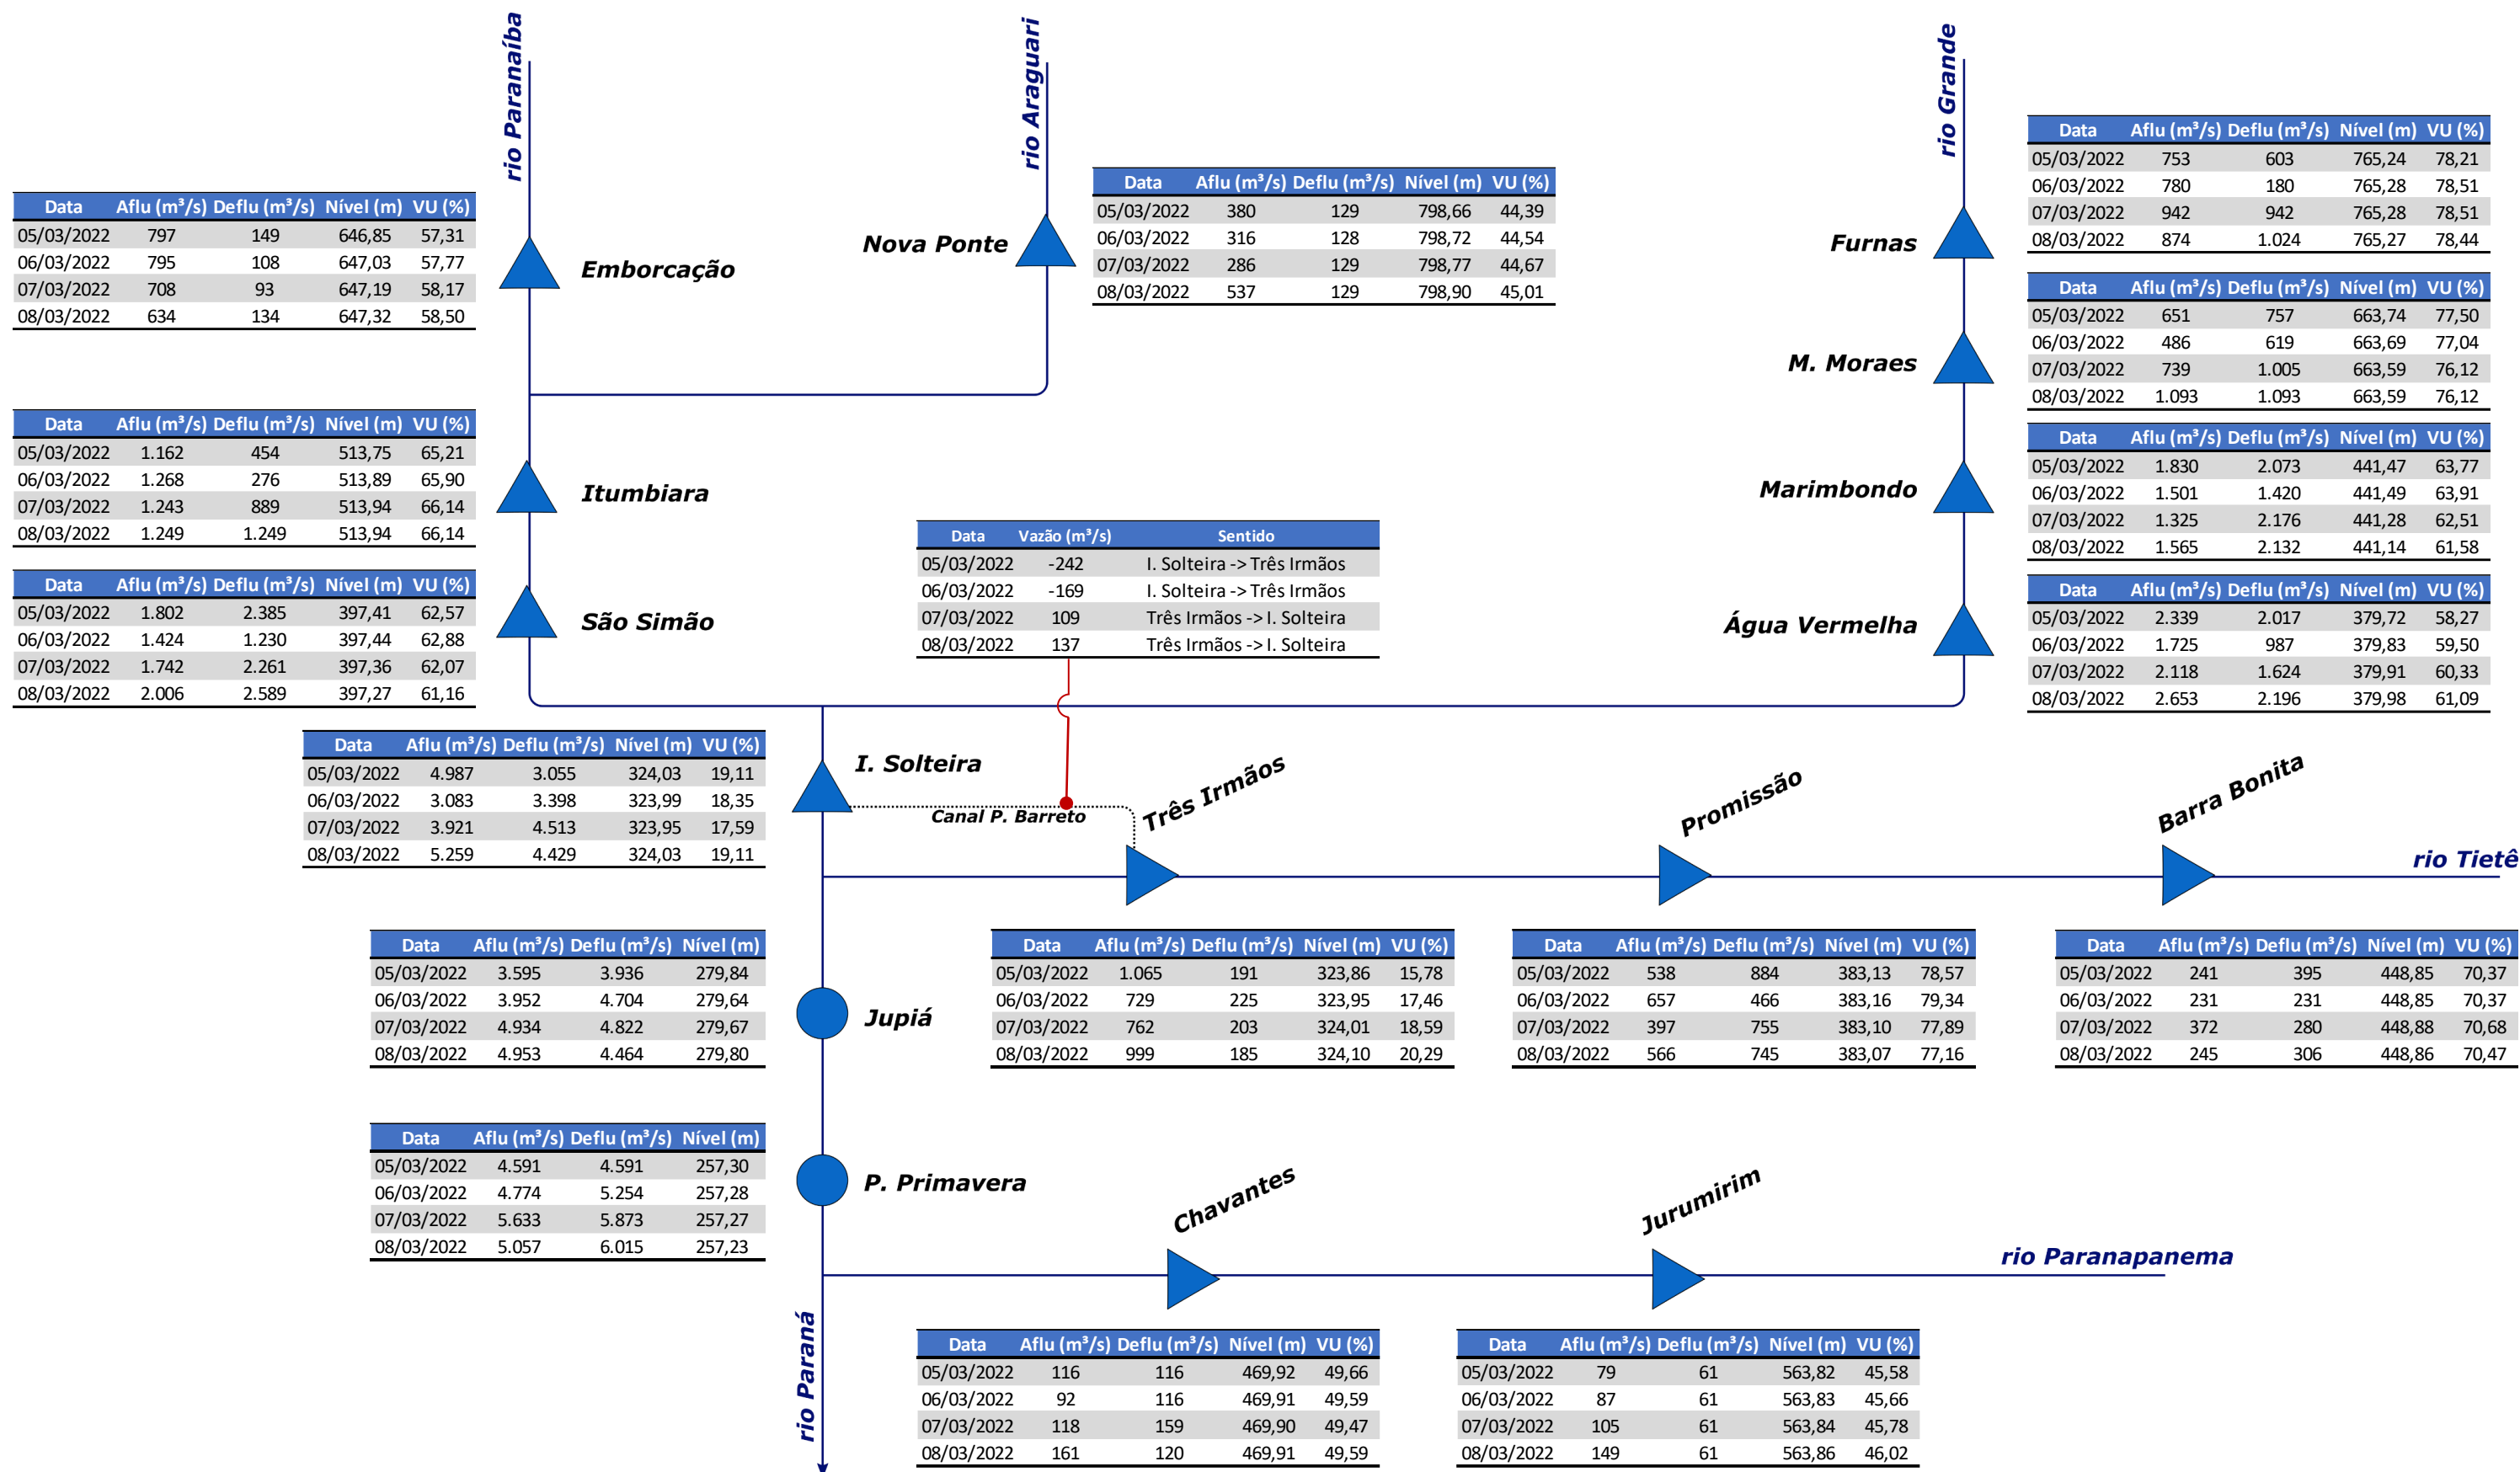 rio Paranaíba
rio Araguari
rio Grande
Data Aflu (m³/s) Deflu (m³/s) Nível (m) VU (%)
05/03/2022 797 149 646,85 57,31
06/03/2022 795 108 647,03 57,77
07/03/2022 708 93 647,19 58,17
08/03/2022 634 134 647,32 58,50
Emborcação
Nova Ponte
Data Aflu (m³/s) Deflu (m³/s) Nível (m) VU (%)
05/03/2022 380 129 798,66 44,39
06/03/2022 316 128 798,72 44,54
07/03/2022 286 129 798,77 44,67
08/03/2022 537 129 798,90 45,01
Furnas
Data Aflu (m³/s) Deflu (m³/s) Nível (m) VU (%)
05/03/2022 753 603 765,24 78,21
06/03/2022 780 180 765,28 78,51
07/03/2022 942 942 765,28 78,51
08/03/2022 874 1.024 765,27 78,44
M. Moraes
Data Aflu (m³/s) Deflu (m³/s) Nível (m) VU (%)
05/03/2022 651 757 663,74 77,50
06/03/2022 486 619 663,69 77,04
07/03/2022 739 1.005 663,59 76,12
08/03/2022 1.093 1.093 663,59 76,12
Data Aflu (m³/s) Deflu (m³/s) Nível (m) VU (%)
05/03/2022 1.162 454 513,75 65,21
06/03/2022 1.268 276 513,89 65,90
07/03/2022 1.243 889 513,94 66,14
08/03/2022 1.249 1.249 513,94 66,14
Itumbiara
Marimbondo
Data Aflu (m³/s) Deflu (m³/s) Nível (m) VU (%)
05/03/2022 1.830 2.073 441,47 63,77
06/03/2022 1.501 1.420 441,49 63,91
07/03/2022 1.325 2.176 441,28 62,51
08/03/2022 1.565 2.132 441,14 61,58
Data Aflu (m³/s) Deflu (m³/s) Nível (m) VU (%)
05/03/2022 1.802 2.385 397,41 62,57
06/03/2022 1.424 1.230 397,44 62,88
07/03/2022 1.742 2.261 397,36 62,07
08/03/2022 2.006 2.589 397,27 61,16
São Simão
Data Vazão (m³/s) Sentido
05/03/2022 -242 I. Solteira -> Três Irmãos
06/03/2022 -169 I. Solteira -> Três Irmãos
07/03/2022 109 Três Irmãos -> I. Solteira
08/03/2022 137 Três Irmãos -> I. Solteira
Água Vermelha
Data Aflu (m³/s) Deflu (m³/s) Nível (m) VU (%)
05/03/2022 2.339 2.017 379,72 58,27
06/03/2022 1.725 987 379,83 59,50
07/03/2022 2.118 1.624 379,91 60,33
08/03/2022 2.653 2.196 379,98 61,09
Data Aflu (m³/s) Deflu (m³/s) Nível (m) VU (%)
05/03/2022 4.987 3.055 324,03 19,11
06/03/2022 3.083 3.398 323,99 18,35
07/03/2022 3.921 4.513 323,95 17,59
08/03/2022 5.259 4.429 324,03 19,11
I. Solteira
Canal P. Barreto
Três Irmãos
Promissão
Barra Bonita
rio Tietê
Data Aflu (m³/s) Deflu (m³/s) Nível (m)
05/03/2022 3.595 3.936 279,84
06/03/2022 3.952 4.704 279,64
07/03/2022 4.934 4.822 279,67
08/03/2022 4.953 4.464 279,80
Jupiá
Data Aflu (m³/s) Deflu (m³/s) Nível (m) VU (%)
05/03/2022 1.065 191 323,86 15,78
06/03/2022 729 225 323,95 17,46
07/03/2022 762 203 324,01 18,59
08/03/2022 999 185 324,10 20,29
Data Aflu (m³/s) Deflu (m³/s) Nível (m) VU (%)
05/03/2022 538 884 383,13 78,57
06/03/2022 657 466 383,16 79,34
07/03/2022 397 755 383,10 77,89
08/03/2022 566 745 383,07 77,16
Data Aflu (m³/s) Deflu (m³/s) Nível (m) VU (%)
05/03/2022 241 395 448,85 70,37
06/03/2022 231 231 448,85 70,37
07/03/2022 372 280 448,88 70,68
08/03/2022 245 306 448,86 70,47
Data Aflu (m³/s) Deflu (m³/s) Nível (m)
05/03/2022 4.591 4.591 257,30
06/03/2022 4.774 5.254 257,28
07/03/2022 5.633 5.873 257,27
08/03/2022 5.057 6.015 257,23
P. Primavera
Chavantes
Jurumirim
rio Paranapanema
rio Paraná
Data Aflu (m³/s) Deflu (m³/s) Nível (m) VU (%)
05/03/2022 116 116 469,92 49,66
06/03/2022 92 116 469,91 49,59
07/03/2022 118 159 469,90 49,47
08/03/2022 161 120 469,91 49,59
Data Aflu (m³/s) Deflu (m³/s) Nível (m) VU (%)
05/03/2022 79 61 563,82 45,58
06/03/2022 87 61 563,83 45,66
07/03/2022 105 61 563,84 45,78
08/03/2022 149 61 563,86 46,02